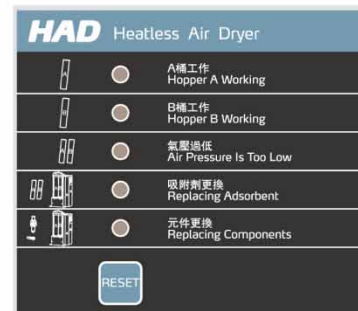 HAD Heatless Air Dryer
A桶工作
Hopper A Working
B桶工作
Hopper B Working
氣壓過低
Air Pressure Is Too Low
吸附劑更換
Replacing Adsorbent
元件更換
Replacing Components
RESET